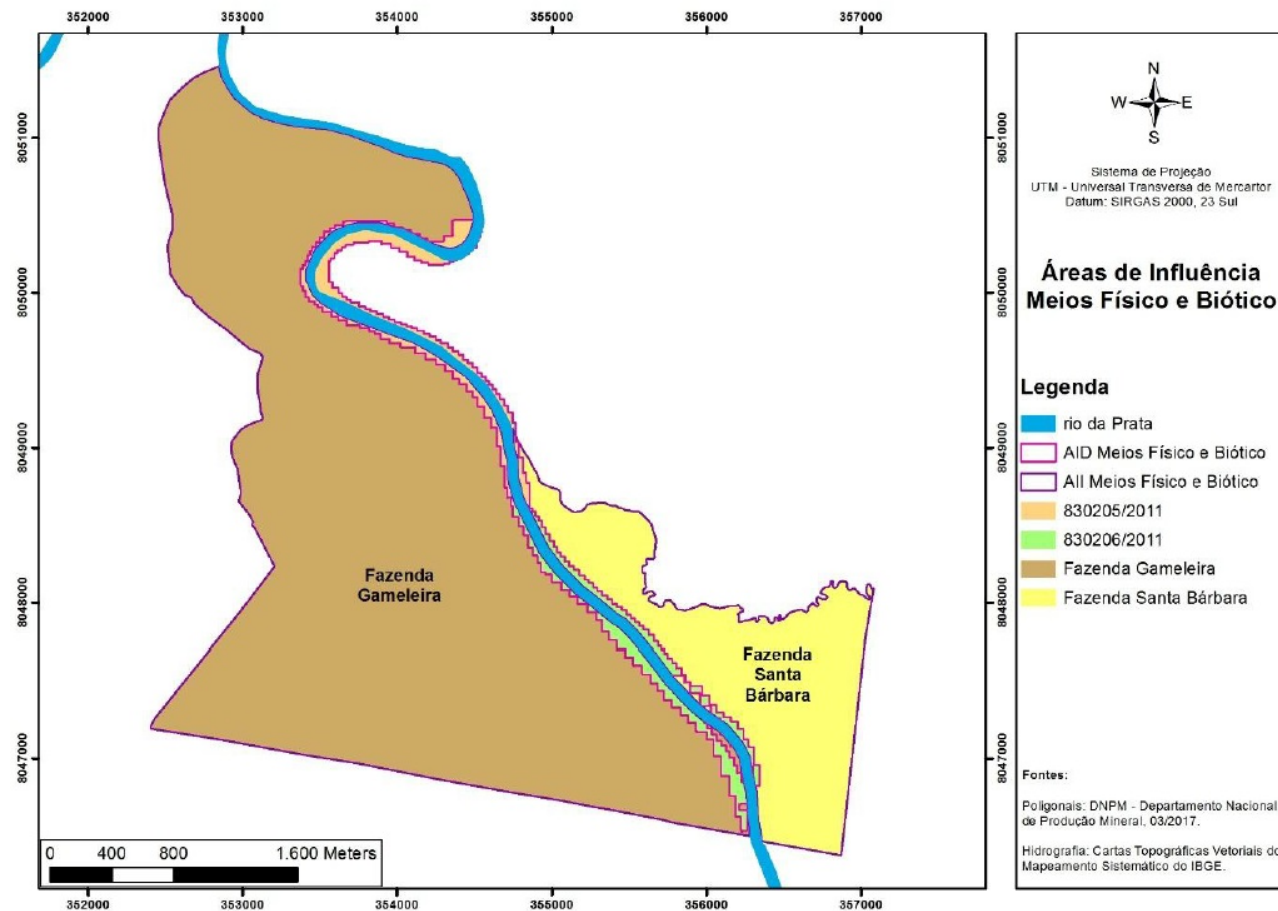 352000 353000 354000 355000 356000 357000
8051000 8051000
8050000 8050000
8049000 8049000
8048000 8048000
8047000 8047000
Fazenda
Gameleira
Fazenda
Santa
Bárbara
0 400 800 1.600 Meters
352000 353000 354000 355000 356000 357000
N
W E
S
Sistema de Projeção
UTM - Universal Transversa de Mercartor
Datum: SIRGAS 2000, 23 Sul
Áreas de Influência
Meios Físico e Biótico
Legenda
rio da Prata
AID Meios Físico e Biótico
AII Meios Físico e Biótico
830205/2011
830206/2011
Fazenda Gameleira
Fazenda Santa Bárbara
Fontes:
Poligonais: DNPM - Departamento Nacional
de Produção Mineral, 03/2017.
Hidrografia: Cartas Topográficas Vetoriais do
Mapeamento Sistemático do IBGE.